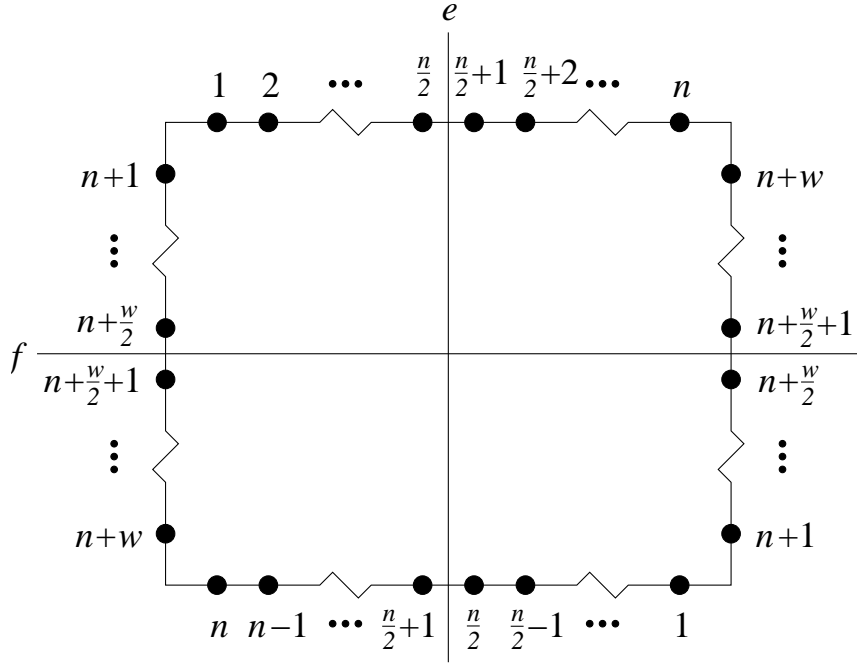 e
1 2 ••• n/2 n/2+1 n/2+2 ••• n
n+1 n+w
⋮ ⋮
n+w/2 n+w/2+1
f
n+w/2+1 n+w/2
⋮ ⋮
n+w n+1
n n−1 ••• n/2+1 n/2 n/2−1 ••• 1